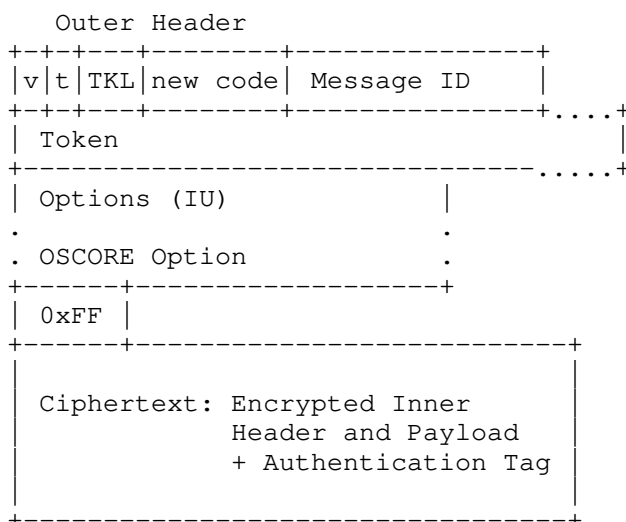 Outer Header
+-+-+---+--------+--------------+
|v|t|TKL|new code| Message ID |
+-+-+---+--------+--------------+....+
| Token |
+--------------------------------.....+
| Options (IU) |
. .
. OSCORE Option .
+------+-------------------+
| 0xFF |
+------+---------------------------+
| |
| Ciphertext: Encrypted Inner |
| Header and Payload |
| + Authentication Tag |
| |
+----------------------------------+